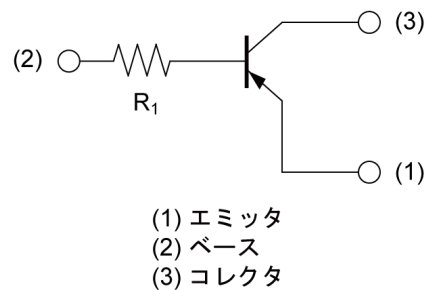 (3)
(2)
R₁
(1)
(1) エミッタ
(2) ベース
(3) コレクタ